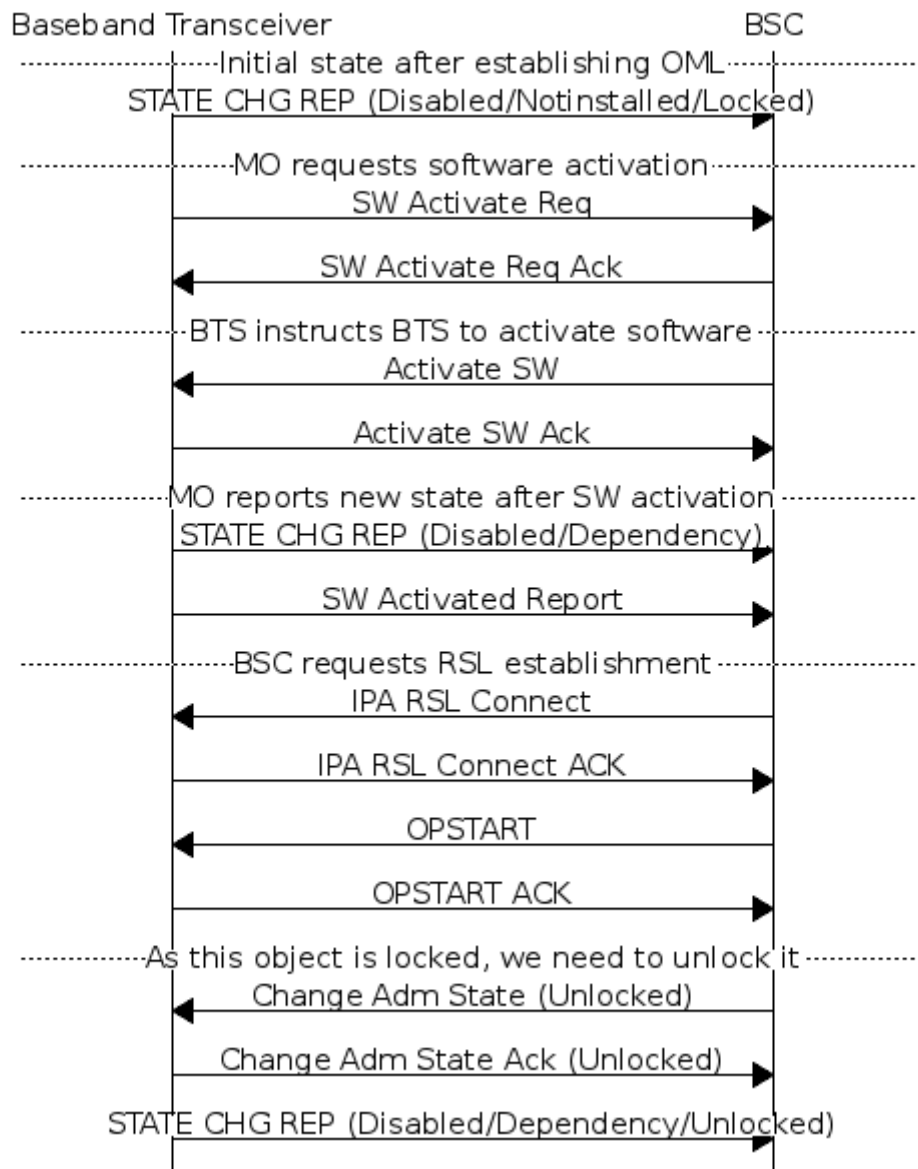 Baseband Transceiver BSC
Initial state after establishing OML
STATE CHG REP (Disabled/Notinstalled/Locked)
MO requests software activation
SW Activate Req
SW Activate Req Ack
BTS instructs BTS to activate software
Activate SW
Activate SW Ack
MO reports new state after SW activation
STATE CHG REP (Disabled/Dependency)
SW Activated Report
BSC requests RSL establishment
IPA RSL Connect
IPA RSL Connect ACK
OPSTART
OPSTART ACK
As this object is locked, we need to unlock it
Change Adm State (Unlocked)
Change Adm State Ack (Unlocked)
STATE CHG REP (Disabled/Dependency/Unlocked)